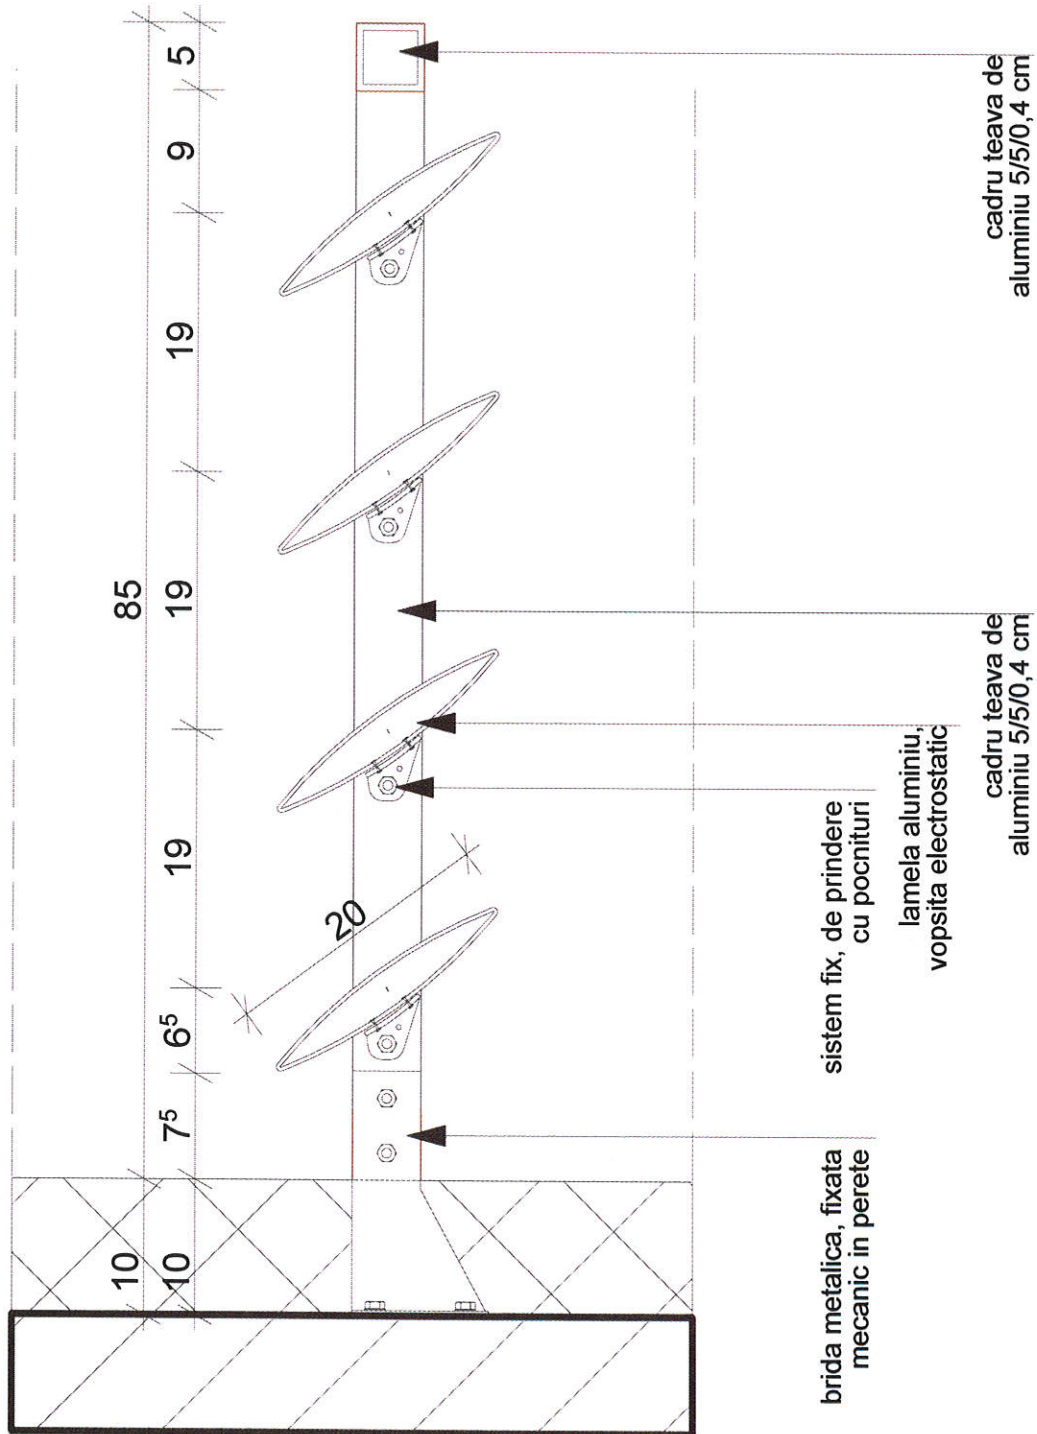 10
10
7⁵
6⁵
19
85
19
19
9
5
20
brida metalica, fixata
mecanic in perete
sistem fix, de prindere
cu pocnituri
lamela aluminiu,
vopsita electrostatic
cadru teava de
aluminiu 5/5/0,4 cm
cadru teava de
aluminiu 5/5/0,4 cm